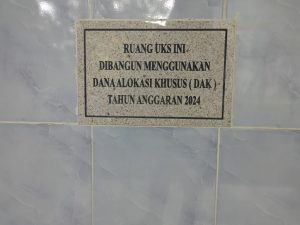 RUANG UKS INI
DIBANGUN MENGGUNAKAN
DANA ALOKASI KHUSUS ( DAK )
TAHUN ANGGARAN 2024